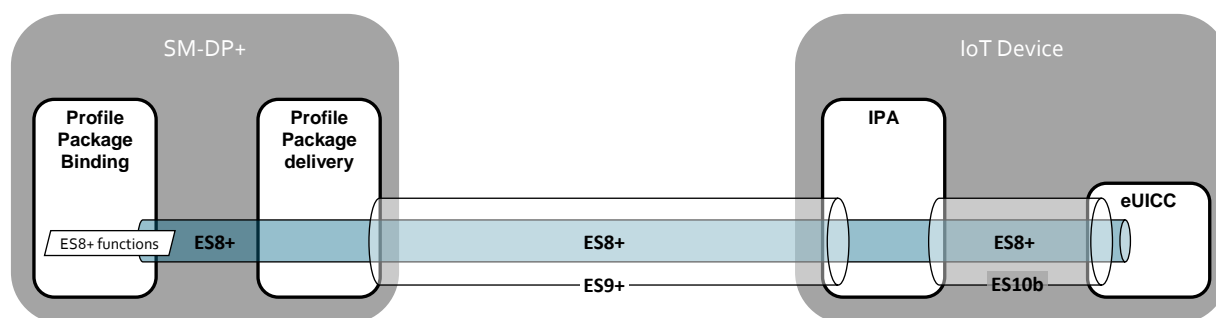 SM-DP+
IoT Device
Profile
Package
Binding
Profile
Package
delivery
IPA
eUICC
ES8+ functions
ES8+
ES8+
ES8+
ES9+
ES10b